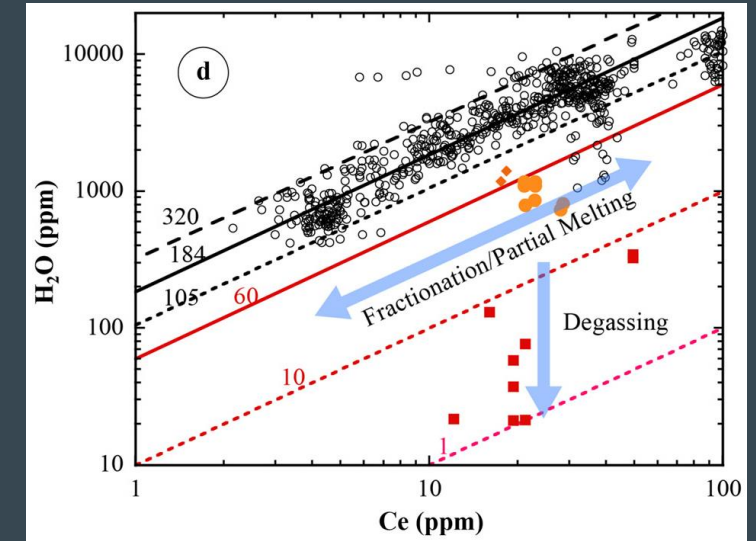 10000
d
320
1000
184
H₂O (ppm)
105
60
Fractionation/Partial Melting
100
Degassing
10
1
10
1
10
100
Ce (ppm)